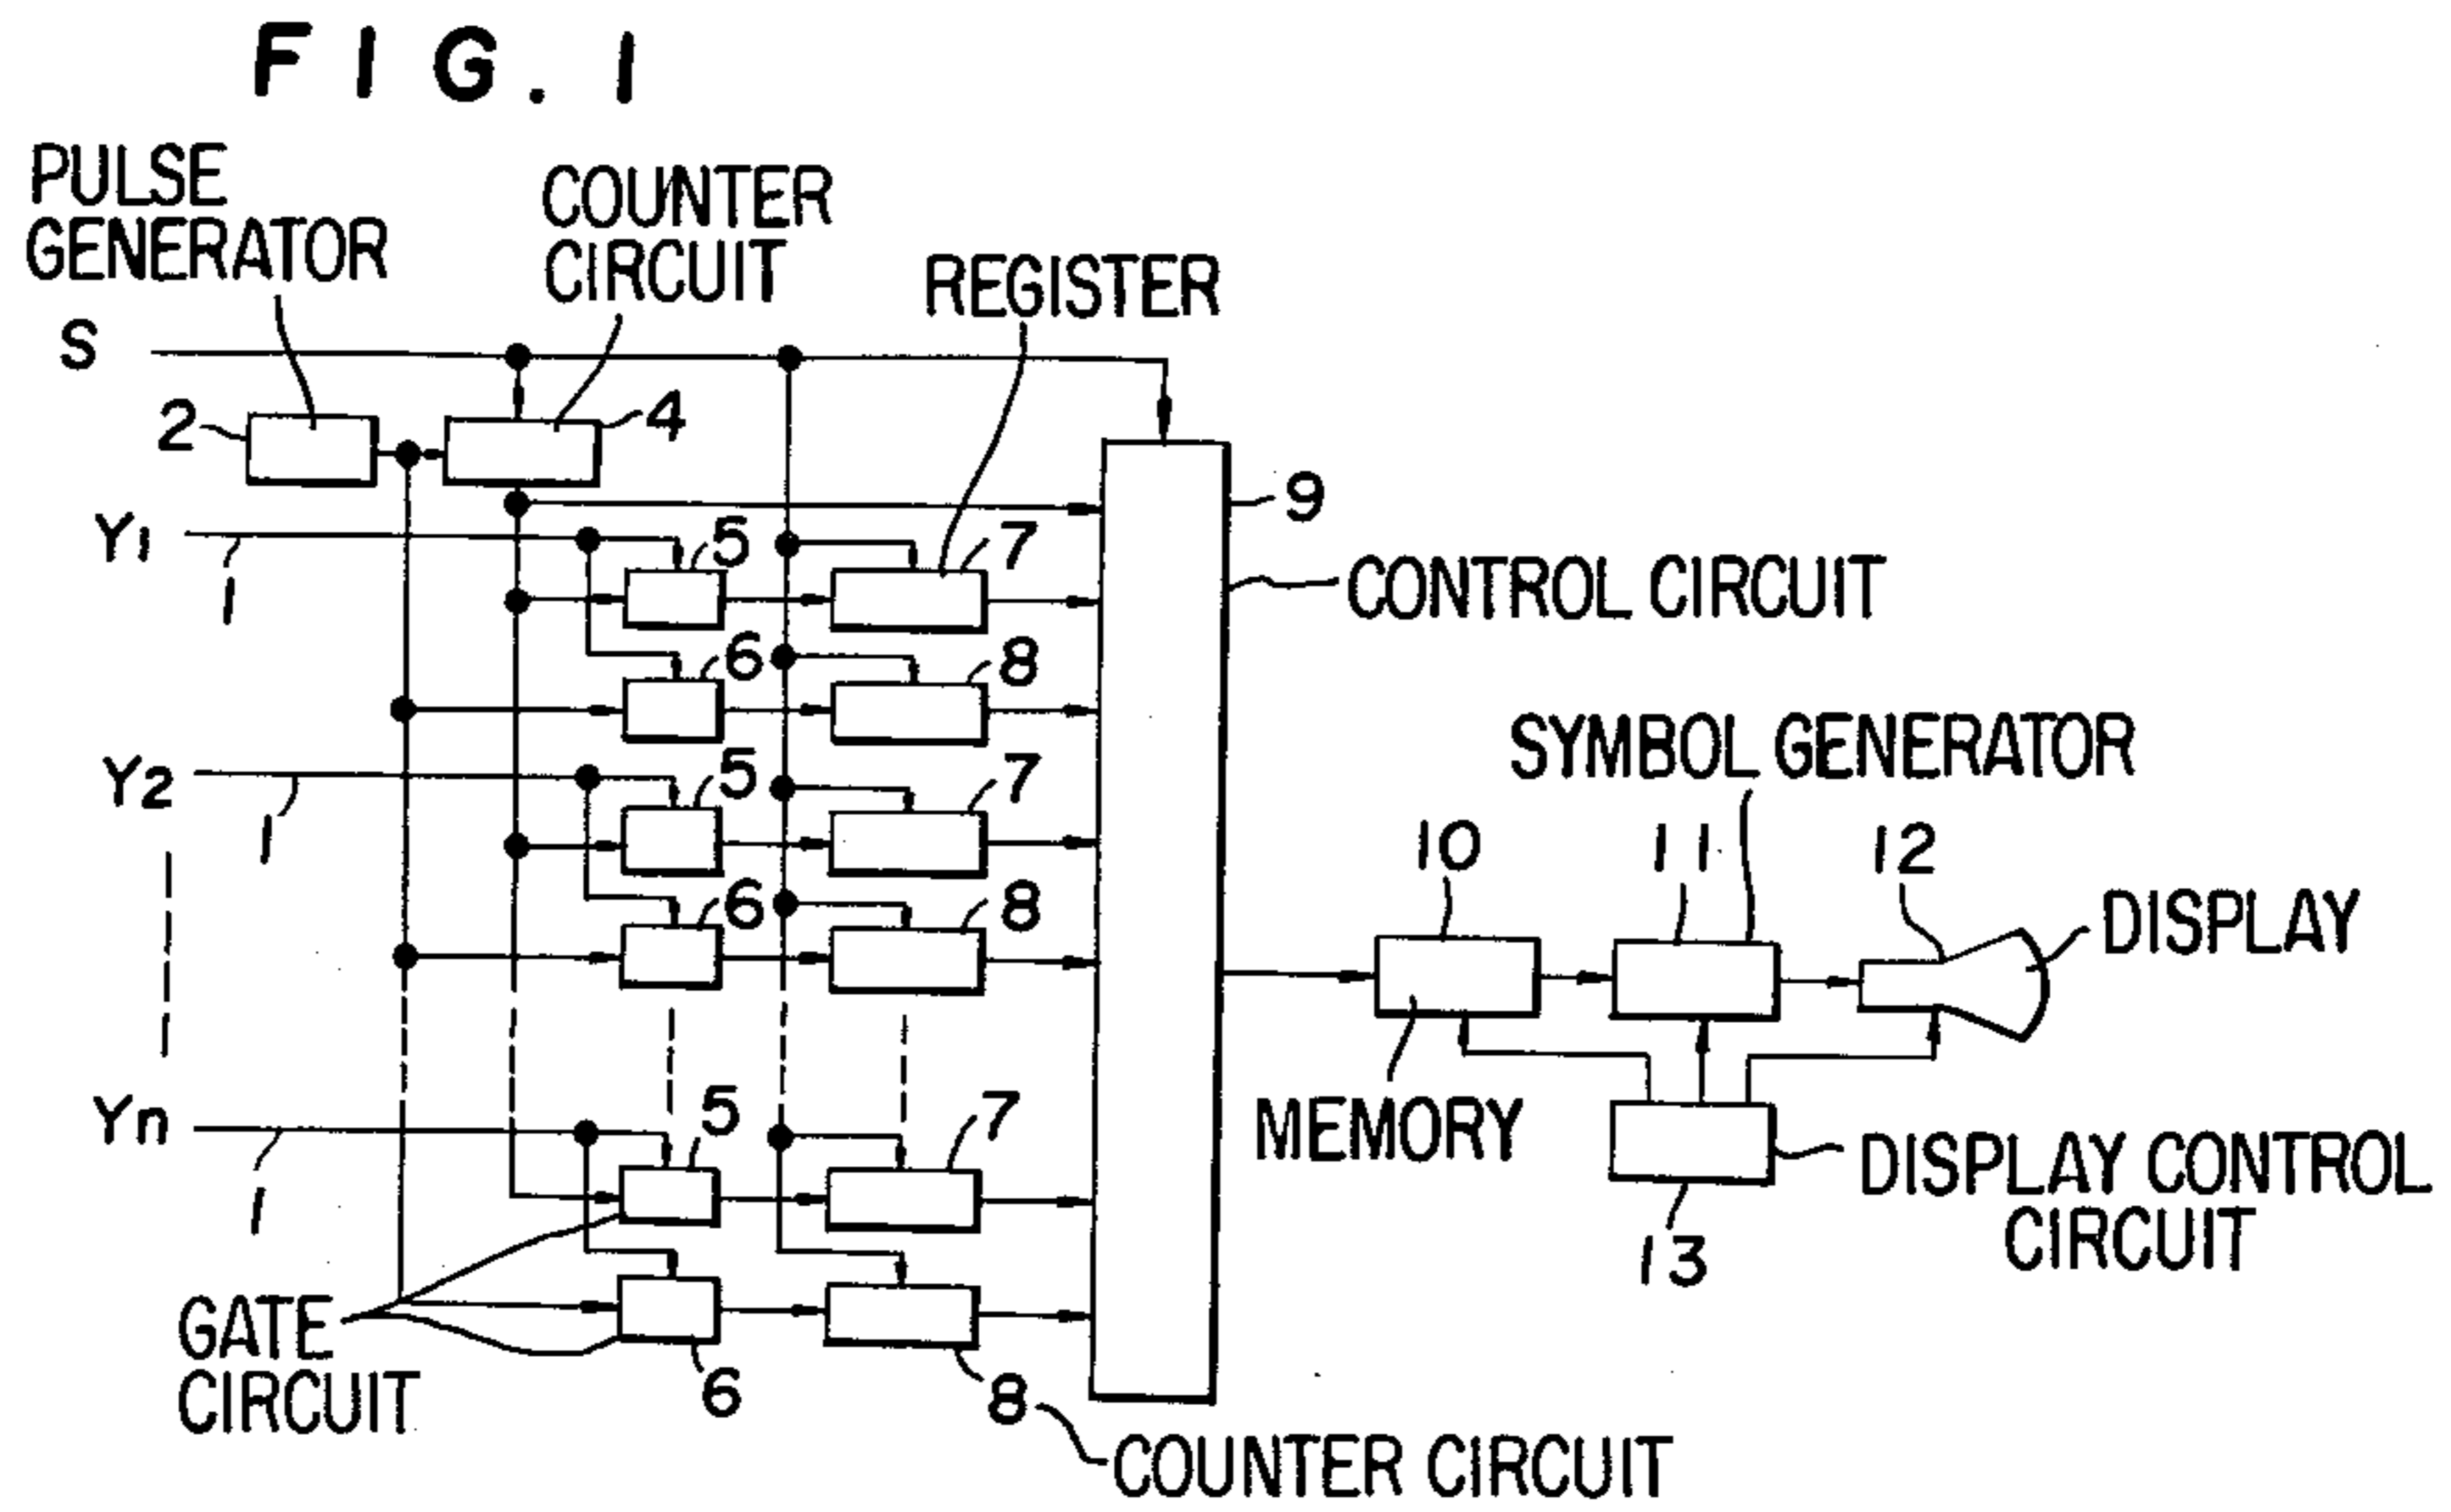 FIG. 1
PULSE
GENERATOR
COUNTER
CIRCUIT
REGISTER
S
2
4
9
Y1
1
5
7
CONTROL CIRCUIT
6
8
SYMBOL GENERATOR
Y2
1
5
7
10
11
12
6
8
DISPLAY
Yn
1
5
7
MEMORY
DISPLAY CONTROL
CIRCUIT
13
GATE
CIRCUIT
6
8
COUNTER CIRCUIT